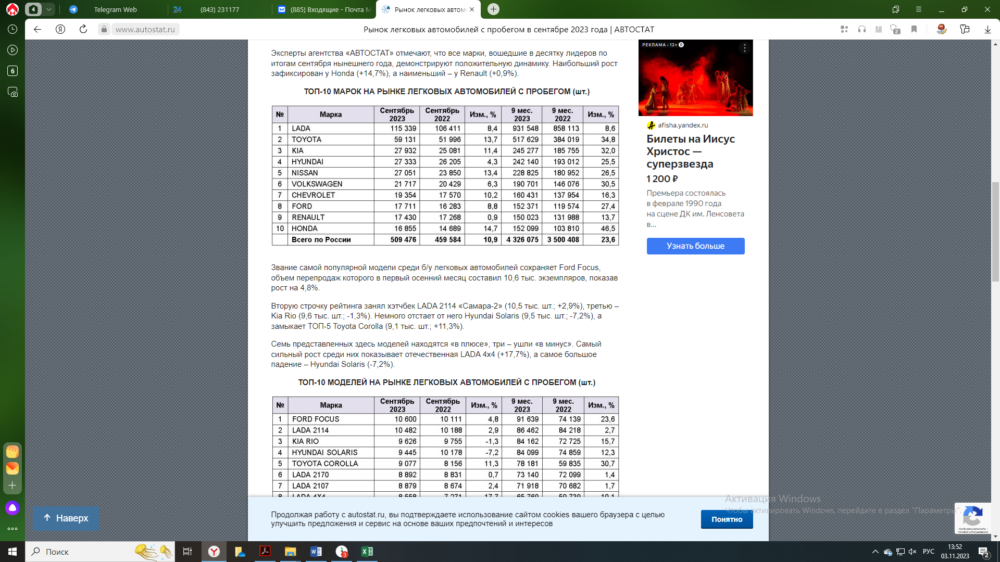 4
Telegram Web
24
(843) 231177
(885) Входящие - Почта M
Рынок легковых автом
www.autostat.ru
Рынок легковых автомобилей с пробегом в сентябре 2023 года | АВТОСТАТ
2
6
Эксперты агентства «АВТОСТАТ» отмечают, что все марки, вошедшие в десятку лидеров по
итогам сентября нынешнего года, демонстрируют положительную динамику. Наибольший рост
зафиксирован у Honda (+14,7%), а наименьший – у Renault (+0,9%).
ТОП-10 МАРОК НА РЫНКЕ ЛЕГКОВЫХ АВТОМОБИЛЕЙ С ПРОБЕГОМ (шт.)
№ Марка Сентябрь 2023 Сентябрь 2022 Изм., % 9 мес. 2023 9 мес. 2022 Изм., %
1 LADA 115 339 106 411 8,4 931 548 858 113 8,6
2 TOYOTA 59 131 51 996 13,7 517 629 384 019 34,8
3 KIA 27 932 25 081 11,4 245 277 185 755 32,0
4 HYUNDAI 27 333 26 205 4,3 242 140 193 012 25,5
5 NISSAN 27 051 23 850 13,4 228 825 180 952 26,5
6 VOLKSWAGEN 21 717 20 429 6,3 190 701 146 076 30,5
7 CHEVROLET 19 354 17 570 10,2 160 431 137 954 16,3
8 FORD 17 711 16 283 8,8 152 371 119 574 27,4
9 RENAULT 17 430 17 268 0,9 150 023 131 988 13,7
10 HONDA 16 855 14 689 14,7 152 099 103 810 46,5
Всего по России 509 476 459 584 10,9 4 326 075 3 500 408 23,6
Звание самой популярной модели среди б/у легковых автомобилей сохраняет Ford Focus,
объем перепродаж которого в первый осенний месяц составил 10,6 тыс. экземпляров, показав
рост на 4,8%.
Вторую строчку рейтинга занял хэтчбек LADA 2114 «Самара-2» (10,5 тыс. шт.; +2,9%), третью –
Kia Rio (9,6 тыс. шт.; -1,3%). Немного отстает от него Hyundai Solaris (9,5 тыс. шт.; -7,2%), а
замыкает ТОП-5 Toyota Corolla (9,1 тыс. шт.; +11,3%).
Семь представленных здесь моделей находятся «в плюсе», три – ушли «в минус». Самый
сильный рост среди них показывает отечественная LADA 4x4 (+17,7%), а самое большое
падение – Hyundai Solaris (-7,2%).
ТОП-10 МОДЕЛЕЙ НА РЫНКЕ ЛЕГКОВЫХ АВТОМОБИЛЕЙ С ПРОБЕГОМ (шт.)
№ Марка Сентябрь 2023 Сентябрь 2022 Изм., % 9 мес. 2023 9 мес. 2022 Изм., %
1 FORD FOCUS 10 600 10 111 4,8 91 639 74 139 23,6
2 LADA 2114 10 482 10 188 2,9 86 462 84 218 2,7
3 KIA RIO 9 626 9 755 -1,3 84 162 72 725 15,7
4 HYUNDAI SOLARIS 9 445 10 178 -7,2 84 099 74 859 12,3
5 TOYOTA COROLLA 9 077 8 156 11,3 78 181 59 835 30,7
6 LADA 2170 8 892 8 831 0,7 73 140 72 099 1,4
7 LADA 2107 8 879 8 674 2,4 71 918 70 682 1,7
8 LADA 4X4 8 558 7 271 17,7 65 769 59 739 10,1
РЕКЛАМА • 12+
afisha.yandex.ru
Билеты на Иисус
Христос —
суперзвезда
1 200 ₽
Премьера состоялась
в феврале 1990 года
на сцене ДК им. Ленсовета
в...
Узнать больше
Наверх
Продолжая работу с autostat.ru, вы подтверждаете использование сайтом cookies вашего браузера с целью
улучшить предложения и сервис на основе ваших предпочтений и интересов
Понятно
Активация Windows
Чтобы активировать Windows, перейдите в раздел "Параметры".
Конфиденциальность -
Условия использования
Поиск
3
РУС
13:52
03.11.2023
2